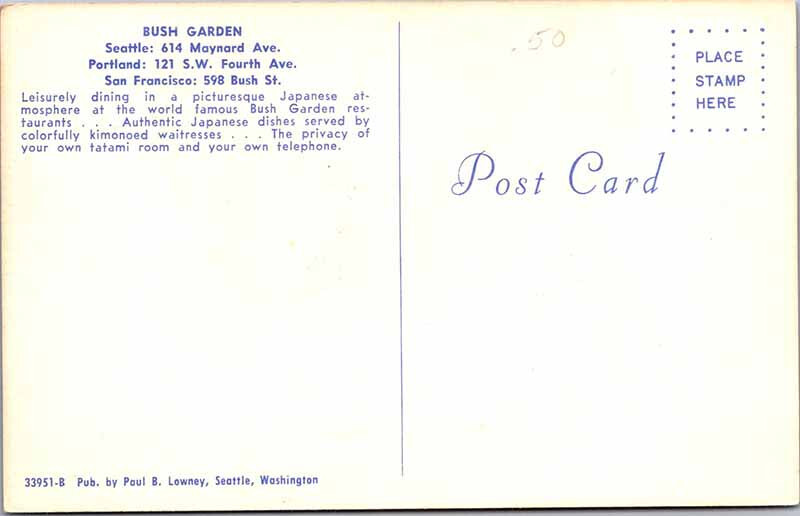 BUSH GARDEN
Seattle: 614 Maynard Ave.
Portland: 121 S.W. Fourth Ave.
San Francisco: 598 Bush St.
Leisurely dining in a picturesque Japanese at-
mosphere at the world famous Bush Garden res-
taurants . . . Authentic Japanese dishes served by
colorfully kimonoed waitresses . . . The privacy of
your own tatami room and your own telephone.
33951-B Pub. by Paul B. Lowney, Seattle, Washington
.50
PLACE
STAMP
HERE
Post Card